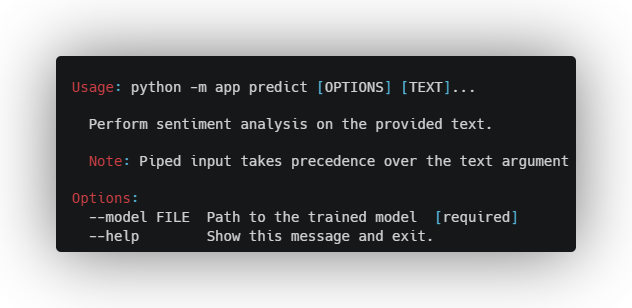 Usage: python -m app predict [OPTIONS] [TEXT]...
Perform sentiment analysis on the provided text.
Note: Piped input takes precedence over the text argument
Options:
--model FILE  Path to the trained model  [required]
--help        Show this message and exit.